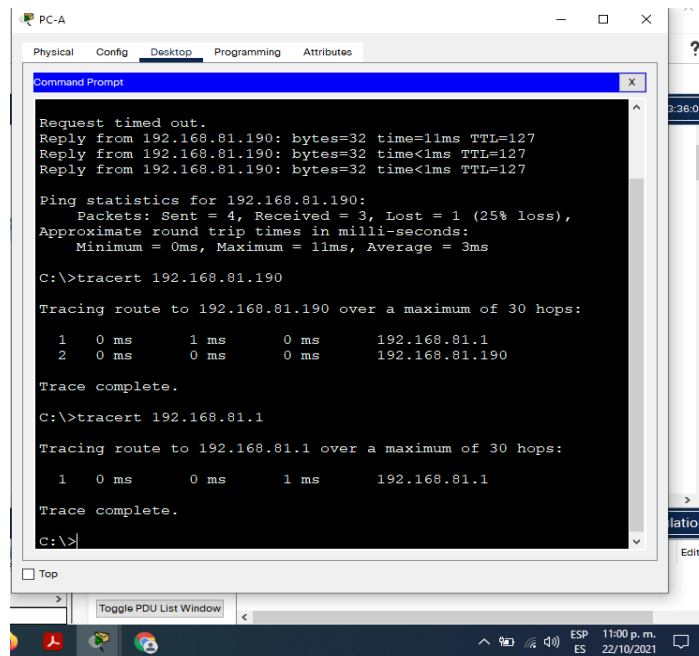 PC-A
?
Physical Config Desktop Programming Attributes
Command Prompt
X
3:36:0
Request timed out.
Reply from 192.168.81.190: bytes=32 time=11ms TTL=127
Reply from 192.168.81.190: bytes=32 time<1ms TTL=127
Reply from 192.168.81.190: bytes=32 time<1ms TTL=127
Ping statistics for 192.168.81.190:
Packets: Sent = 4, Received = 3, Lost = 1 (25% loss),
Approximate round trip times in milli-seconds:
Minimum = 0ms, Maximum = 11ms, Average = 3ms
C:\>tracert 192.168.81.190
Tracing route to 192.168.81.190 over a maximum of 30 hops:
1 0 ms 1 ms 0 ms 192.168.81.1
2 0 ms 0 ms 0 ms 192.168.81.190
Trace complete.
C:\>tracert 192.168.81.1
Tracing route to 192.168.81.1 over a maximum of 30 hops:
1 0 ms 0 ms 1 ms 192.168.81.1
Trace complete.
C:\>
latio
Edit
Top
Toggle PDU List Window
ESP 11:00 p. m.
ES 22/10/2021